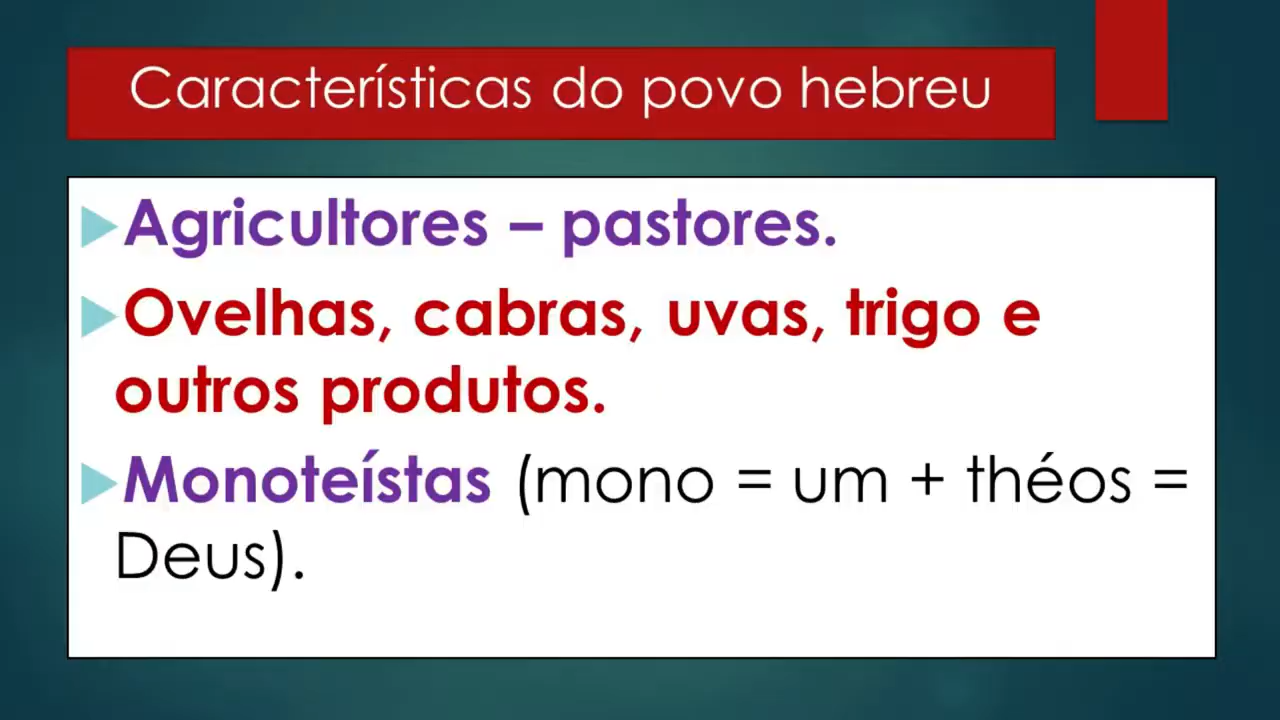 Características do povo hebreu
Agricultores – pastores.
Ovelhas, cabras, uvas, trigo e
outros produtos.
Monoteístas (mono = um + théos =
Deus).